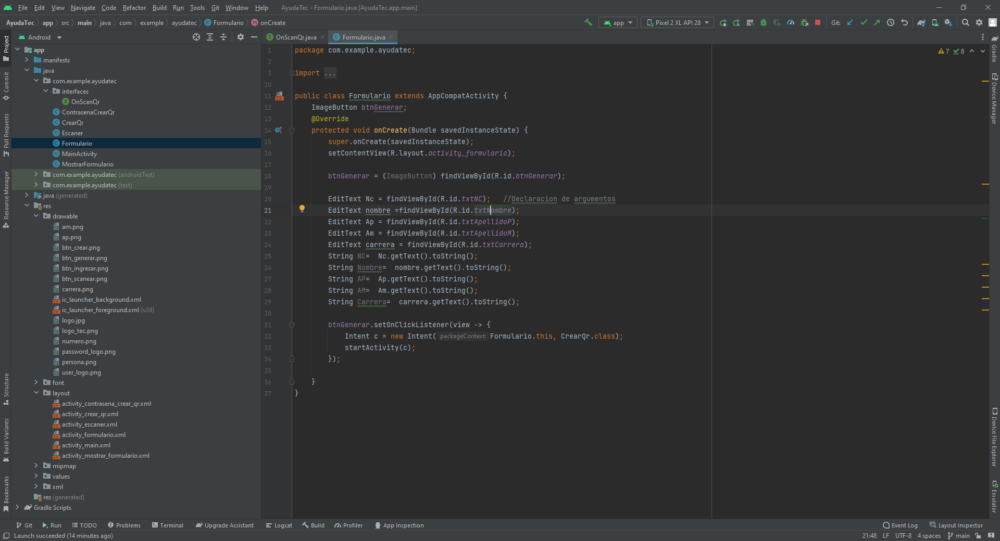 File Edit View Navigate Code Refactor Build Run Tools Git Window Help AyudaTec - Formulario.java [AyudaTec.app.main]
AyudaTec app src main java com example ayudatec Formulario onCreate app Pixel 2 XL API 28 Git:
Project
Commit
Pull Requests
Resource Manager
Structure
Build Variants
Bookmarks
Android
app
manifests
java
com.example.ayudatec
interfaces
OnScanQr
ContrasenaCrearQr
CrearQr
Escaner
Formulario
MainActivity
MostrarFormulario
com.example.ayudatec (androidTest)
com.example.ayudatec (test)
java (generated)
res
drawable
am.png
ap.png
btn_crear.png
btn_generar.png
btn_ingresar.png
btn_scanear.png
carrera.png
ic_launcher_background.xml
ic_launcher_foreground.xml (v24)
logo.jpg
logo_tec.png
numero.png
password_logo.png
persona.png
user_logo.png
font
layout
activity_contrasena_crear_qr.xml
activity_crear_qr.xml
activity_escaner.xml
activity_formulario.xml
activity_main.xml
activity_mostrar_formulario.xml
mipmap
values
xml
res (generated)
Gradle Scripts
OnScanQr.java Formulario.java
7 8
1 package com.example.ayudatec;
2
3 import ...
10
11 public class Formulario extends AppCompatActivity {
12 ImageButton btnGenerar;
13 @Override
14 protected void onCreate(Bundle savedInstanceState) {
15 super.onCreate(savedInstanceState);
16 setContentView(R.layout.activity_formulario);
17
18 btnGenerar = (ImageButton) findViewById(R.id.btnGenerar);
19
20 EditText Nc = findViewById(R.id.txtNC); //Declaracion de argumentos
21 EditText nombre =findViewById(R.id.txtNombre);
22 EditText Ap = findViewById(R.id.txtApellidoP);
23 EditText Am = findViewById(R.id.txtApellidoM);
24 EditText carrera = findViewById(R.id.txtCarrera);
25 String NC= Nc.getText().toString();
26 String Nombre= nombre.getText().toString();
27 String AP= Ap.getText().toString();
28 String AM= Am.getText().toString();
29 String Carrera= carrera.getText().toString();
30
31 btnGenerar.setOnClickListener(view -> {
32 Intent c = new Intent( packageContext: Formulario.this, CrearQr.class);
33 startActivity(c);
34 });
35
36 }
37 }
Gradle
Device Manager
Device File Explorer
Emulator
Git Run TODO Problems Terminal Upgrade Assistant Logcat Build Profiler App Inspection Event Log Layout Inspector
Launch succeeded (14 minutes ago) 21:48 LF UTF-8 4 spaces main